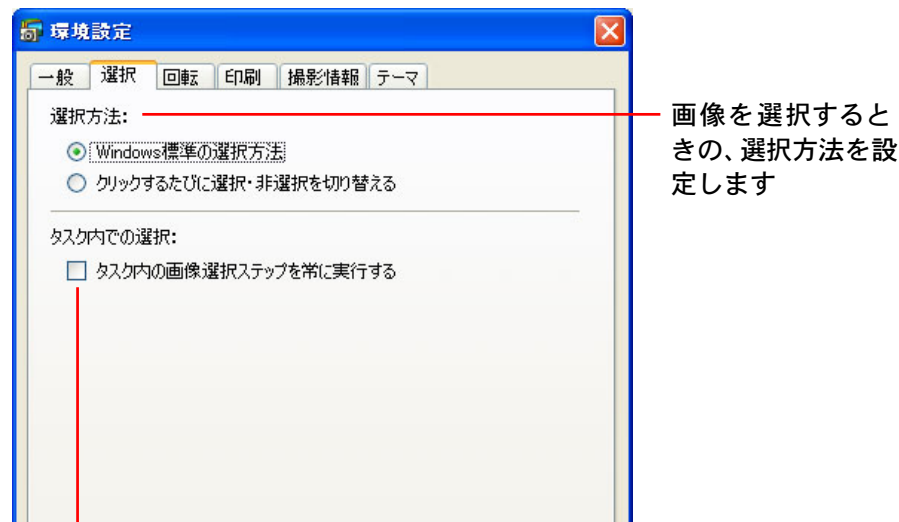 環境設定
一般 選択 回転 印刷 撮影情報 テーマ
選択方法:
Windows標準の選択方法
クリックするたびに選択・非選択を切り替える
タスク内での選択:
タスク内の画像選択ステップを常に実行する
画像を選択すると
きの、選択方法を設
定します